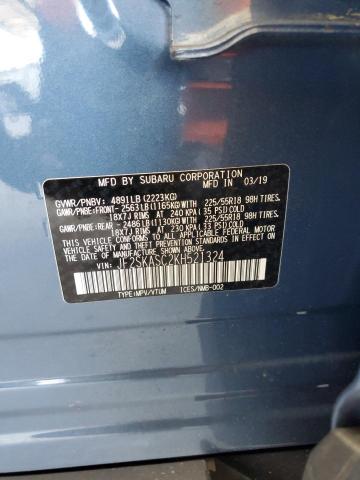 MFD BY SUBARU CORPORATION
MFD.IN 03/19
GVWR/PNBV: 4891LB(2223KG)
GAWR/PNBE:FRONT- 2563LB(1165KG)WITH 225/55R18 98H TIRES,
18X7J RIMS AT 240 KPA(35 PSI)COLD
GAWR/PNBE:REAR - 2486LB(1130KG)WITH 225/55R18 98H TIRES,
18X7J RIMS AT 230 KPA(33 PSI)COLD
THIS VEHICLE CONFORMS TO ALL APPLICABLE FEDERAL MOTOR
VEHICLE SAFETY STANDARDS IN EFFECT ON THE DATE OF
MANUFACTURE SHOWN ABOVE.
VIN: JF2SKASC2KH521324
TYPE:MPV/VTUM ICES/NMB-002